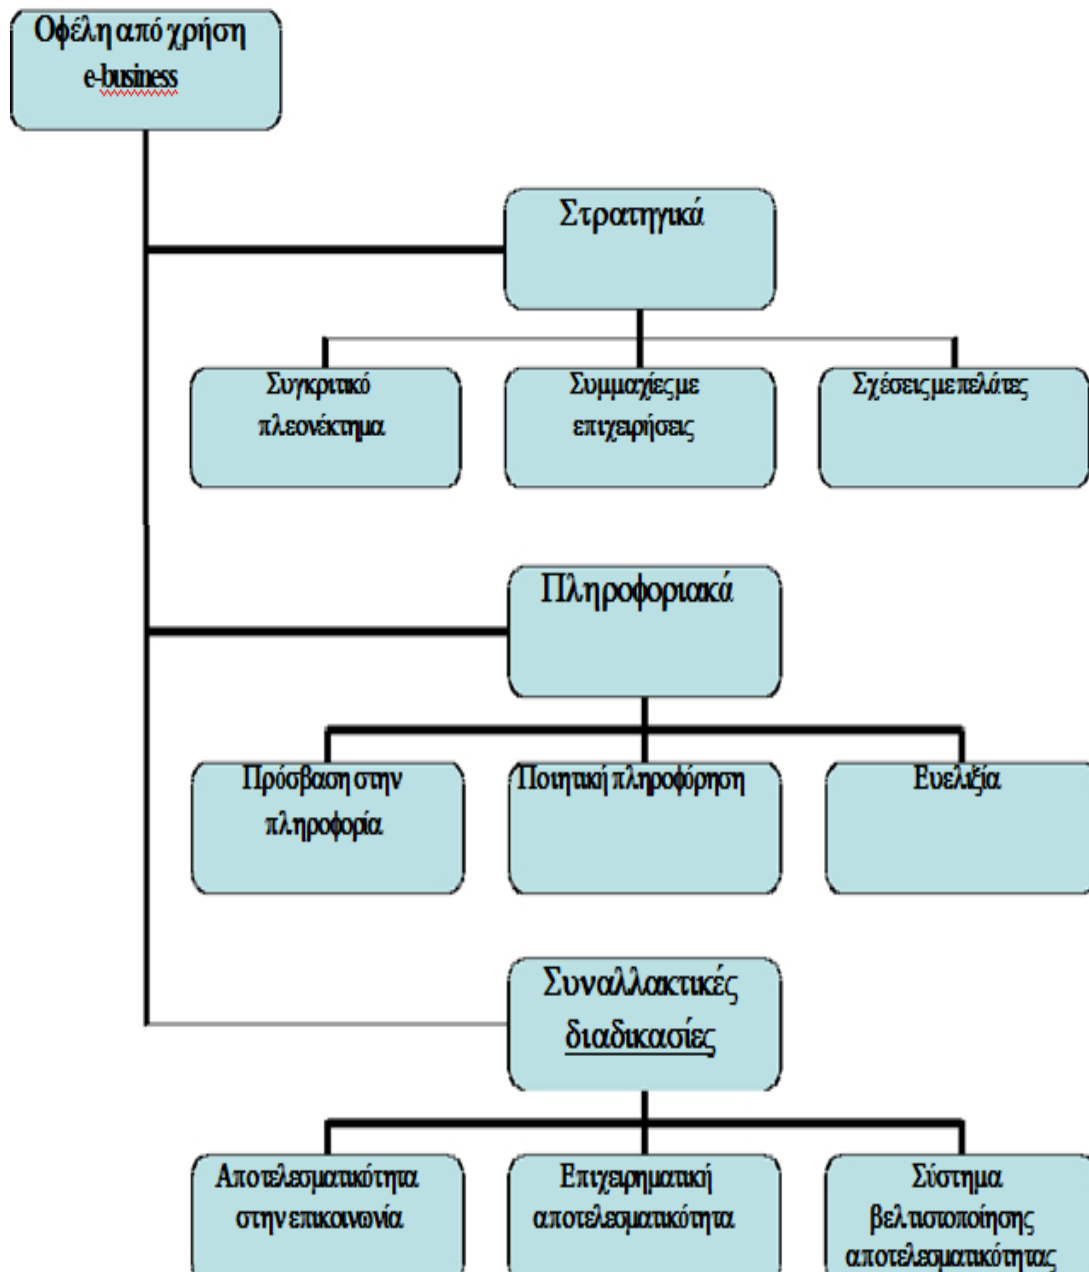 Οφέλη από χρήση
e-business
Στρατηγικά
Συγκριτικό
πλεονέκτημα
Συμμαχίες με
επιχειρήσεις
Σχέσεις με πελάτες
Πληροφοριακά
Πρόσβαση στην
πληροφορία
Ποιητική πληροφόρηση
Ευελιξία
Συναλλακτικές
διαδικασίες
Αποτελεσματικότητα
στην επικοινωνία
Επιχειρηματική
αποτελεσματικότητα
Σύστημα
βελτιστοποίησης
αποτελεσματικότητας